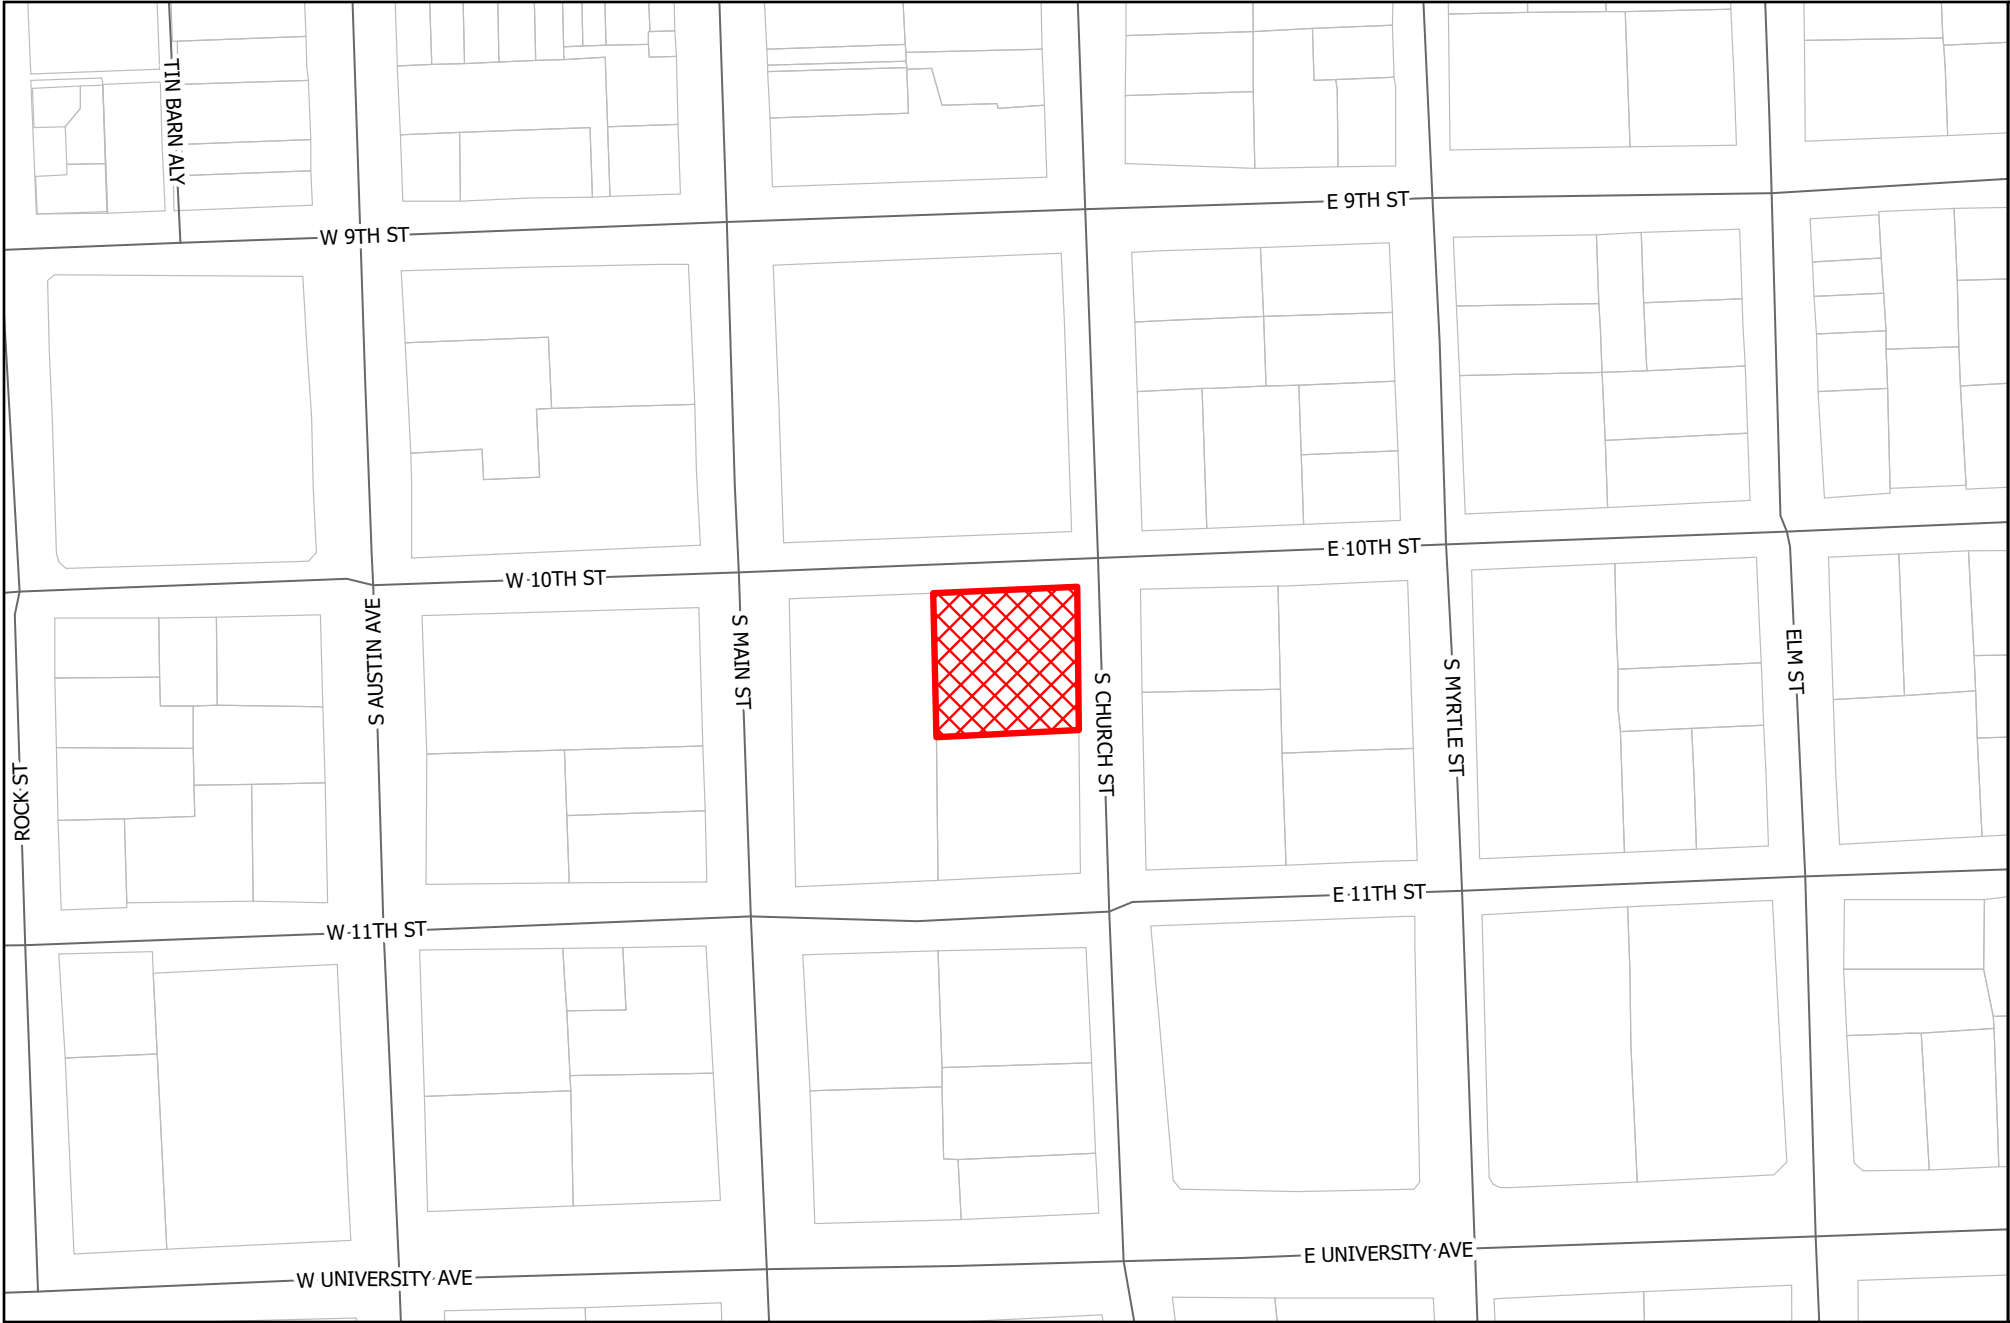 TIN BARN ALY
E 9TH ST
W 9TH ST
E 10TH ST
W 10TH ST
S AUSTIN AVE
S MAIN ST
S CHURCH ST
S MYRTLE ST
ELM ST
ROCK ST
E 11TH ST
W 11TH ST
E UNIVERSITY AVE
W UNIVERSITY AVE